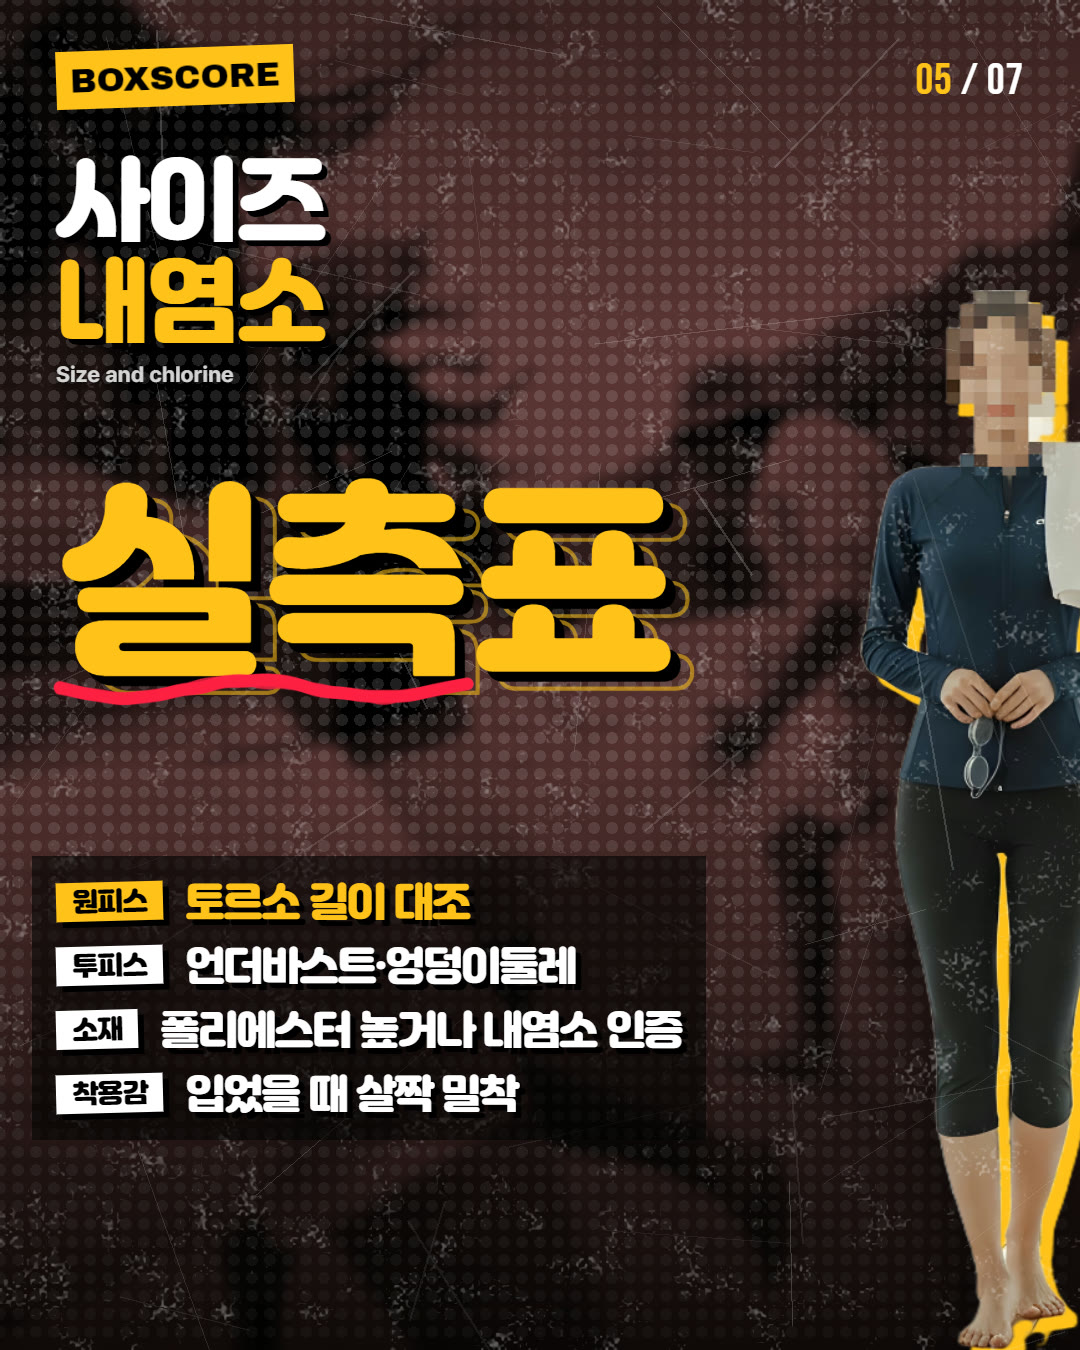 BOXSCORE
05 / 07
사이즈
내염소
Size and chlorine
실측표
원피스 토르소 길이 대조
투피스 언더바스트·엉덩이둘레
소재 폴리에스터 높거나 내염소 인증
착용감 입었을 때 살짝 밀착